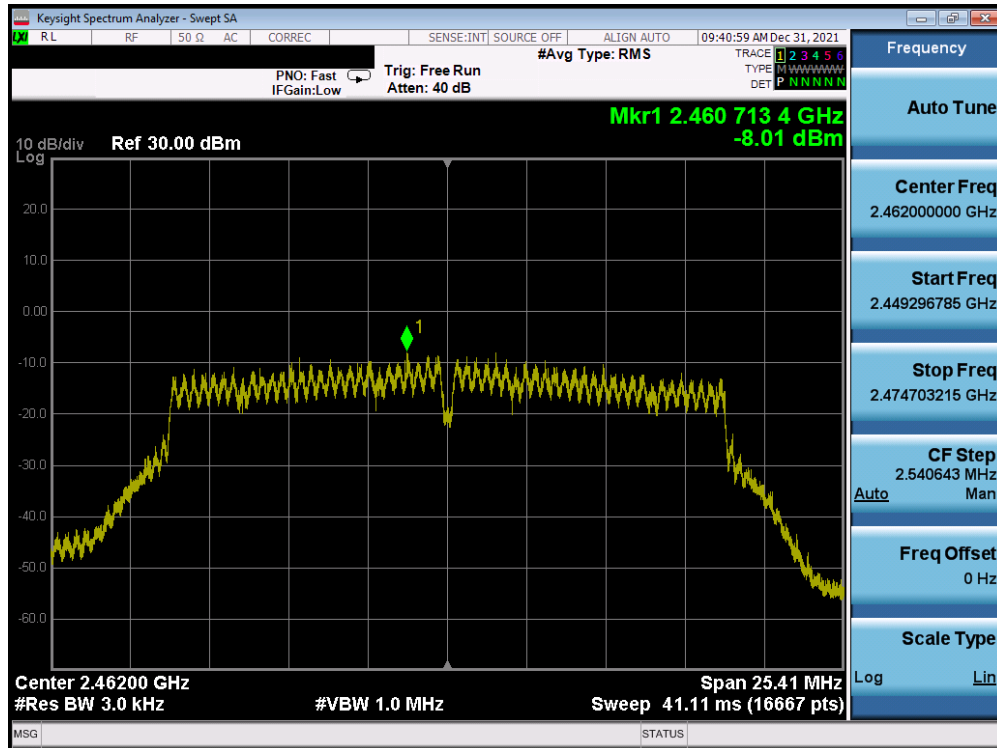 Keysight Spectrum Analyzer - Swept SA
LXI RL RF 50 Ω AC CORREC SENSE:INT SOURCE OFF ALIGN AUTO 09:40:59 AM Dec 31, 2021
#Avg Type: RMS
TRACE 1 2 3 4 5 6
TYPE M WWWWW
DET P N N N N N
PNO: Fast
IFGain:Low
Trig: Free Run
Atten: 40 dB
Mkr1 2.460 713 4 GHz
-8.01 dBm
10 dB/div Ref 30.00 dBm
Log
20.0
10.0
0.00
-10.0
-20.0
-30.0
-40.0
-50.0
-60.0
1
Center 2.46200 GHz Span 25.41 MHz
#Res BW 3.0 kHz #VBW 1.0 MHz Sweep 41.11 ms (16667 pts)
MSG STATUS
Frequency
Auto Tune
Center Freq
2.462000000 GHz
Start Freq
2.449296785 GHz
Stop Freq
2.474703215 GHz
CF Step
2.540643 MHz
Auto Man
Freq Offset
0 Hz
Scale Type
Log Lin